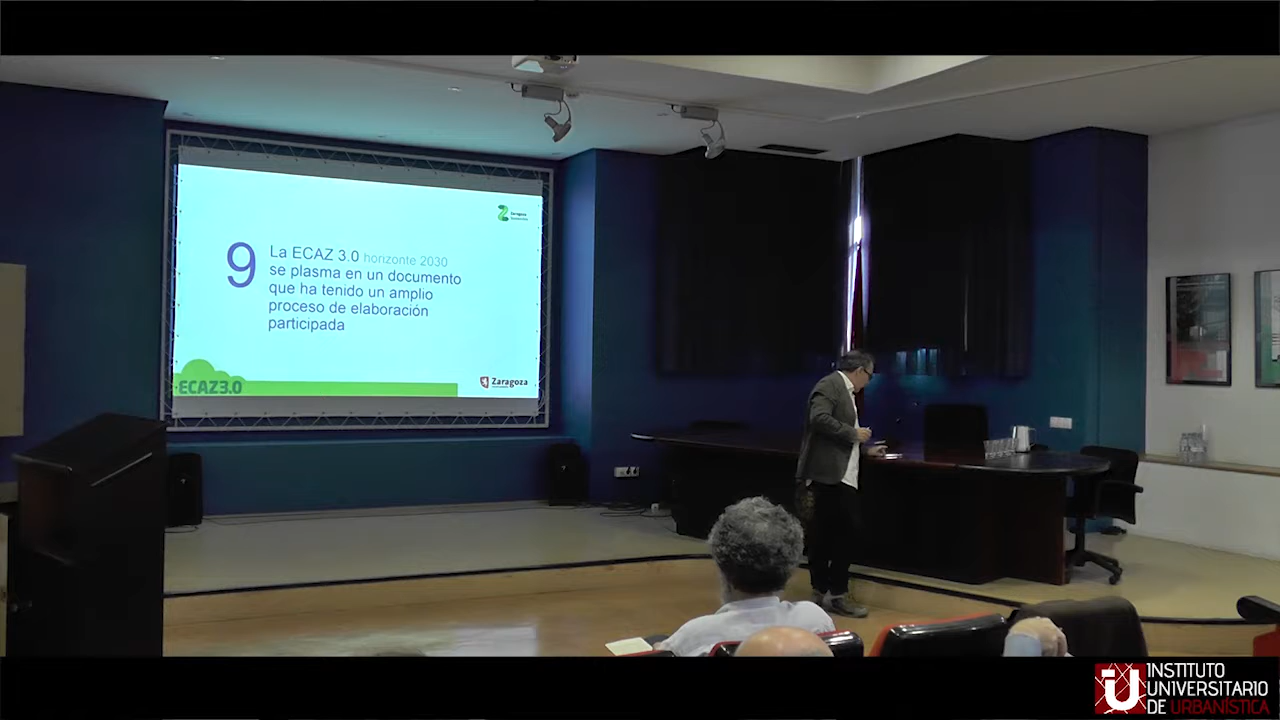 Zaragoza
9
La ECAZ 3.0 horizonte 2030
se plasma en un documento
que ha tenido un amplio
proceso de elaboración
participada
ECAZ3.0
Zaragoza
INSTITUTO
UNIVERSITARIO
DE URBANÍSTICA